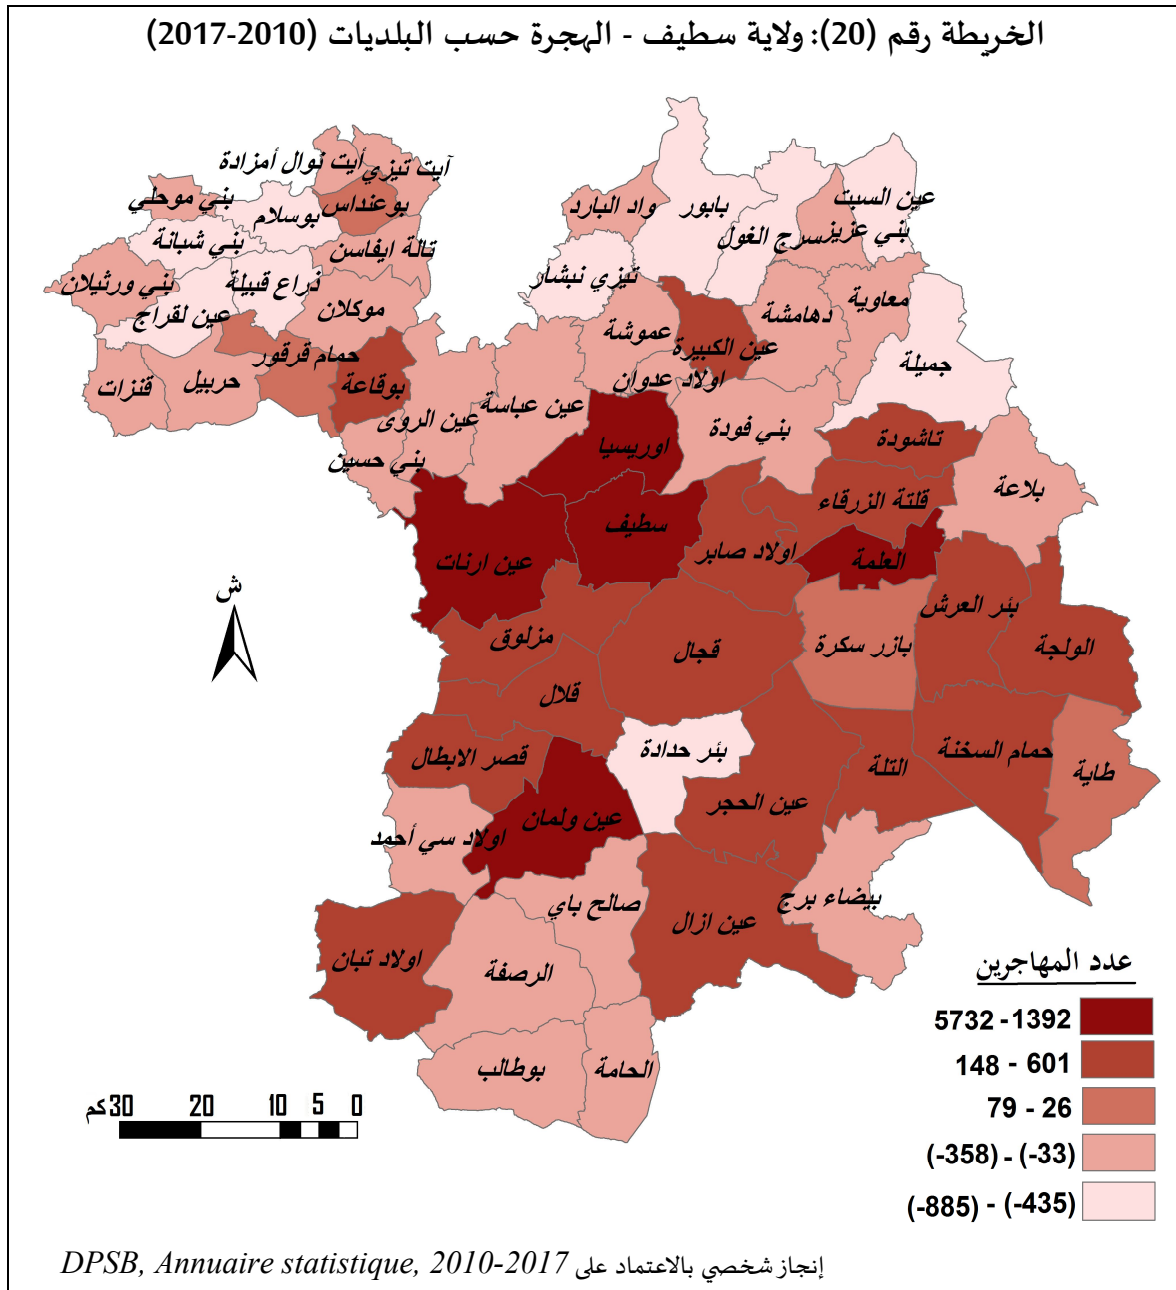 الخريطة رقم (20): ولاية سطيف - الهجرة حسب البلديات (2010-2017)
أيت نوال أمزادة
آيت تيزي
بني موحلي
بوسلام
بوعنداس
بني شبانة
تالة ايفاسن
بني ورثيلان
ذراع قبيلة
عين لقراج
موكلان
حمام قرقور
قنزات
حربيل
بوقاعة
عين الروى
بني حسين
عين عباسة
واد البارد
بابور
سرج الغول
عين السبت
بني عزيز
تيزي نبشار
عموشة
عين الكبيرة
دهامشة
معاوية
جميلة
اولاد عدوان
بني فودة
تاشودة
اوريسيا
قلتة الزرقاء
بلاعة
سطيف
عين ارنات
اولاد صابر
العلمة
بئر العرش
الولجة
مزلوق
قجال
بازر سكرة
قلال
قصر الابطال
بئر حدادة
عين الحجر
التلة
حمام السخنة
طاية
اولاد سي أحمد
عين ولمان
صالح باي
عين ازال
بيضاء برج
اولاد تبان
الرصفة
بوطالب
الحامة
ش
عدد المهاجرين
5732 - 1392
148 - 601
79 - 26
(-358) - (-33)
(-885) - (-435)
كم 30 20 10 5 0
إنجاز شخصي بالاعتماد على DPSB, Annuaire statistique, 2010-2017